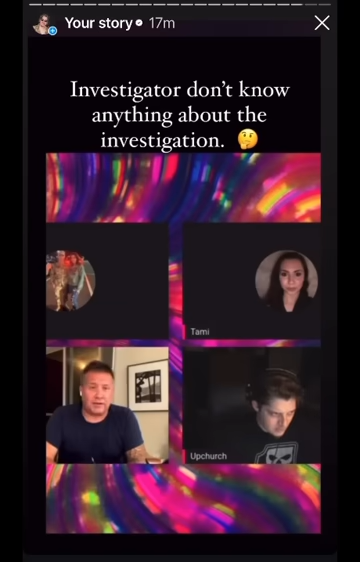 Your story 17m
Investigator don't know
anything about the
investigation. 🤔
Tami
Upchurch